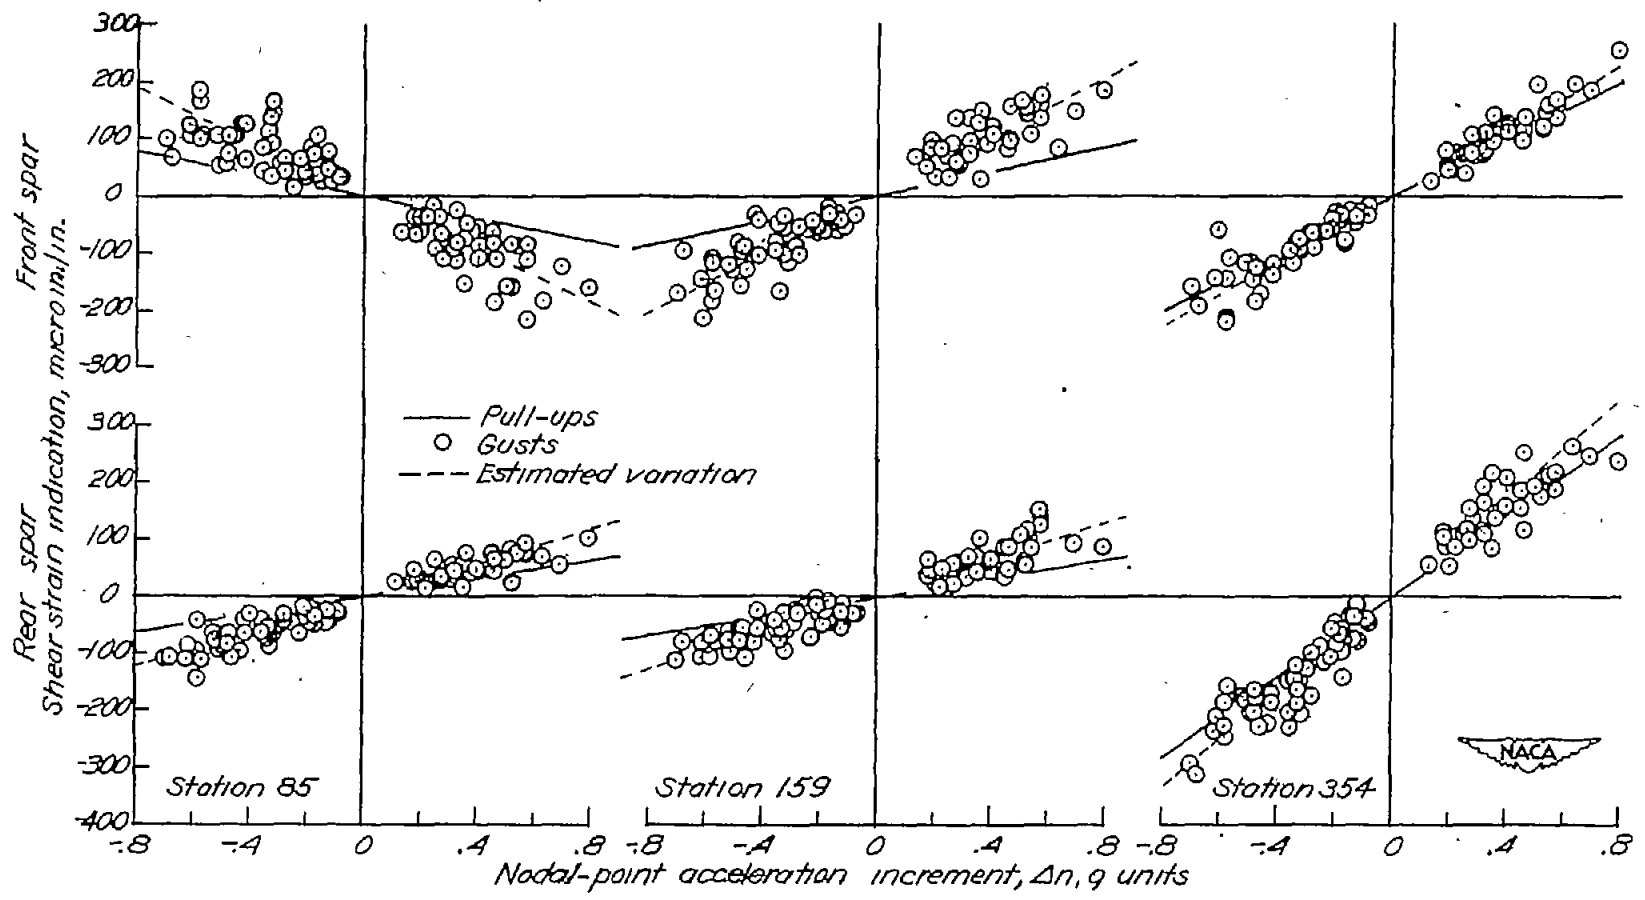 300
200
100
0
-100
-200
-300
Front spar
300
200
100
0
-100
-200
-300
-400
Rear spar
Shear strain indication, micro in./in.
Pull-ups
Gusts
Estimated variation
Station 85
Station 159
Station 354
NACA
-.8 -.4 0 .4 .8 -.8 -.4 0 .4 .8 -.8 -.4 0 .4 .8
Nodal-point acceleration increment, Δn, g units